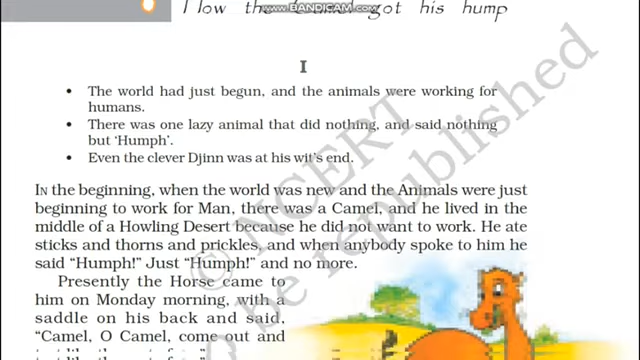 How the Camel got his hump
www.BANDICAM.com
I
• The world had just begun, and the animals were working for
humans.
• There was one lazy animal that did nothing, and said nothing
but ‘Humph’.
• Even the clever Djinn was at his wit's end.
IN the beginning, when the world was new and the Animals were just
beginning to work for Man, there was a Camel, and he lived in the
middle of a Howling Desert because he did not want to work. He ate
sticks and thorns and prickles, and when anybody spoke to him he
said “Humph!” Just “Humph!” and no more.
Presently the Horse came to
him on Monday morning, with a
saddle on his back and said,
“Camel, O Camel, come out and
© NCERT
o be republished